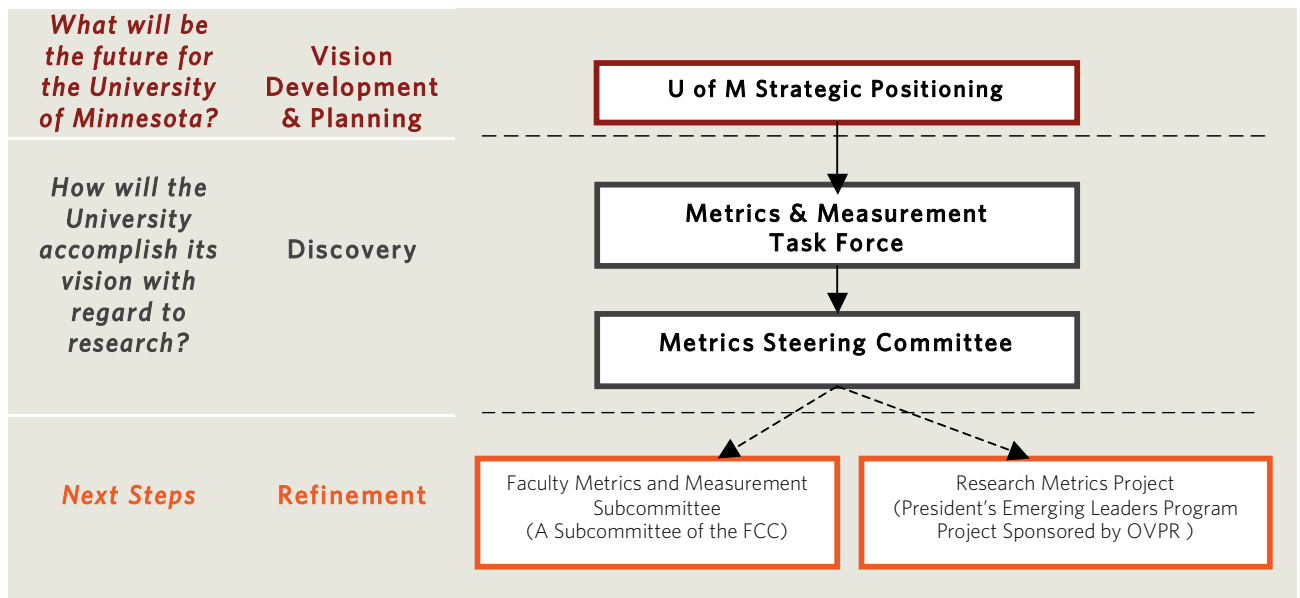 What will be
the future for
the University
of Minnesota?
Vision
Development
& Planning
U of M Strategic Positioning
How will the
University
accomplish its
vision with
regard to
research?
Discovery
Metrics & Measurement
Task Force
Metrics Steering Committee
Next Steps
Refinement
Faculty Metrics and Measurement
Subcommittee
(A Subcommittee of the FCC)
Research Metrics Project
(President’s Emerging Leaders Program
Project Sponsored by OVPR )